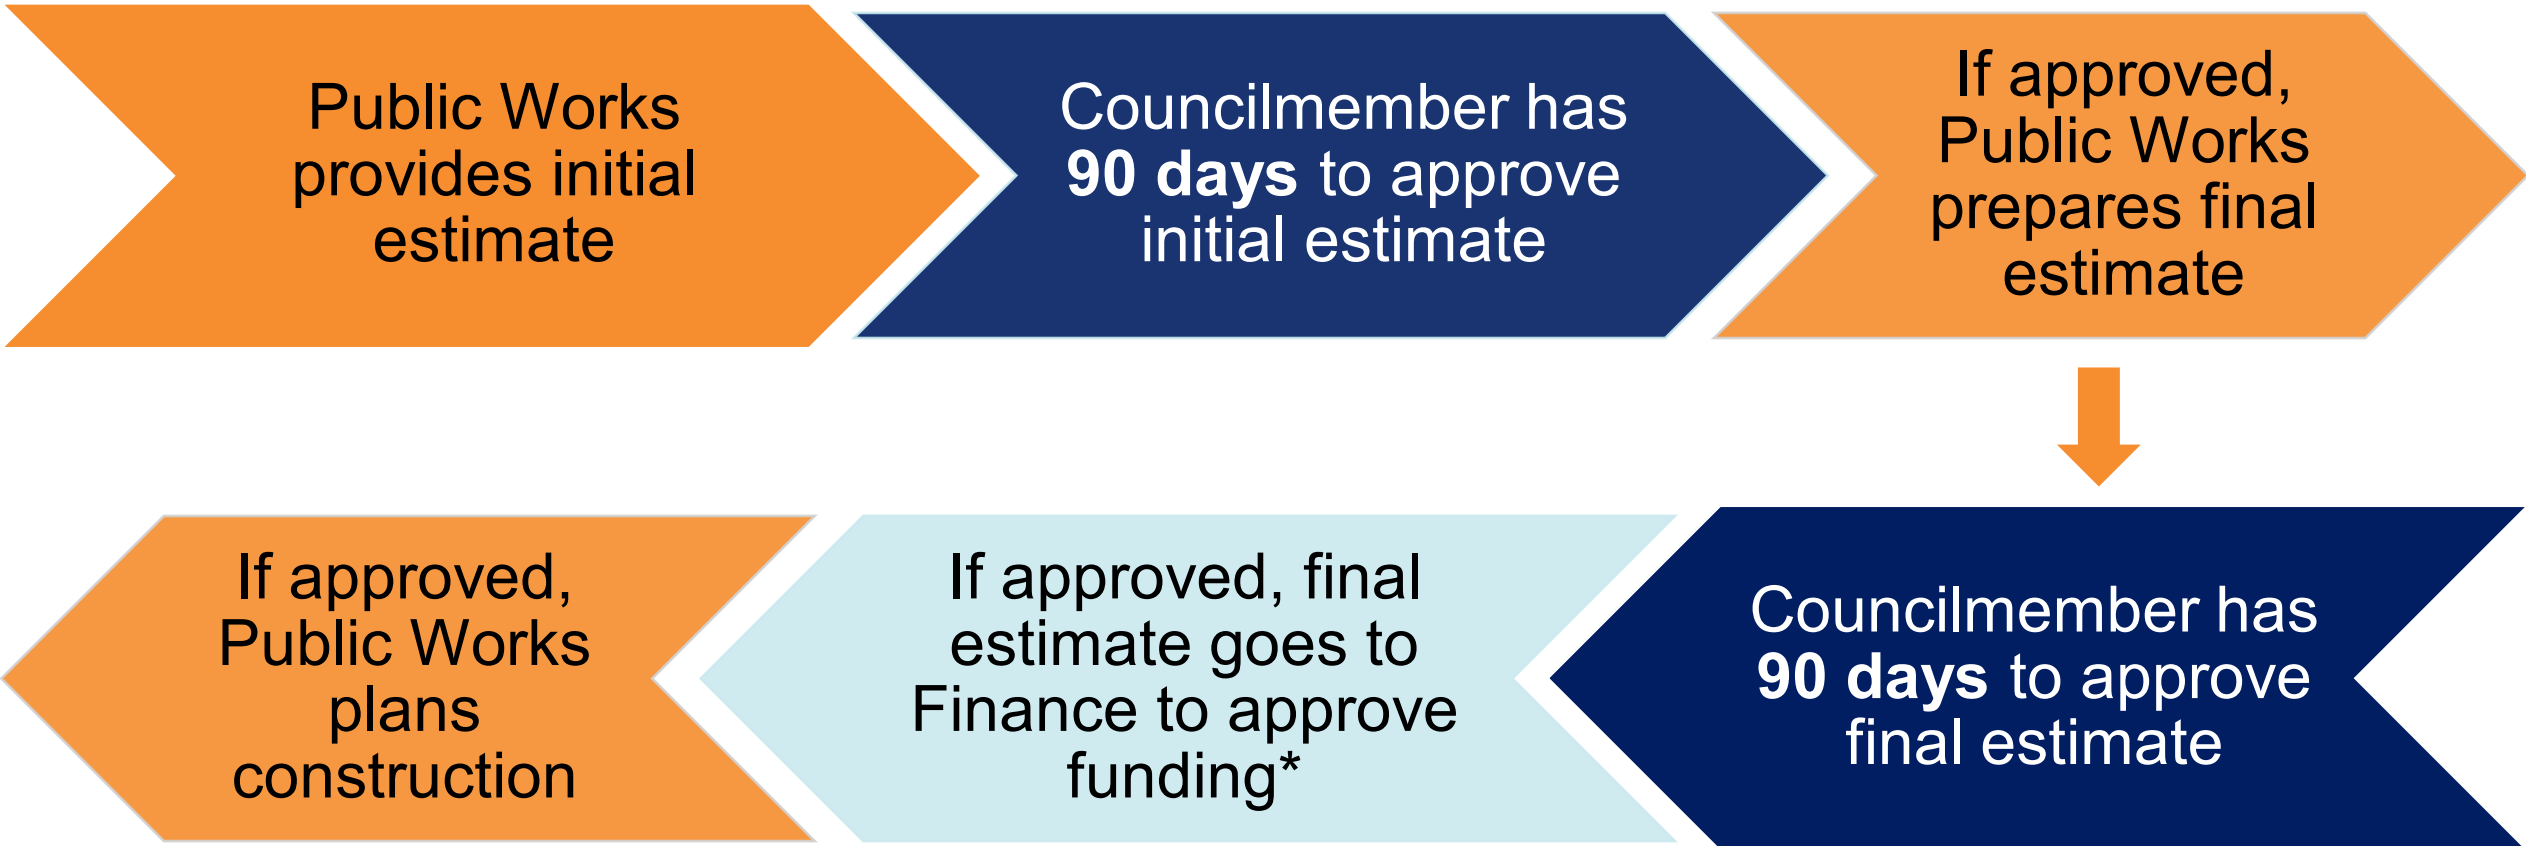 Public Works
provides initial
estimate
Councilmember has
90 days to approve
initial estimate
If approved,
Public Works
prepares final
estimate
Councilmember has
90 days to approve
final estimate
If approved, final
estimate goes to
Finance to approve
funding*
If approved,
Public Works
plans
construction